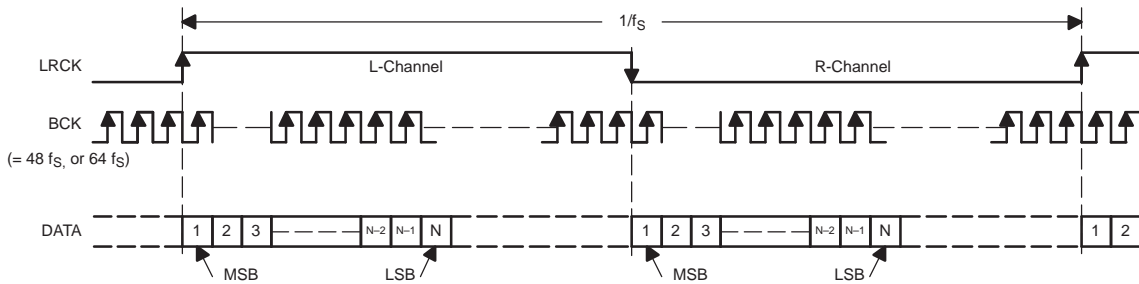 1/fS
LRCK
L-Channel
R-Channel
BCK
(= 48 fS, or 64 fS)
DATA
1 2 3 N–2 N–1 N 1 2 3 N–2 N–1 N 1 2
MSB LSB MSB LSB